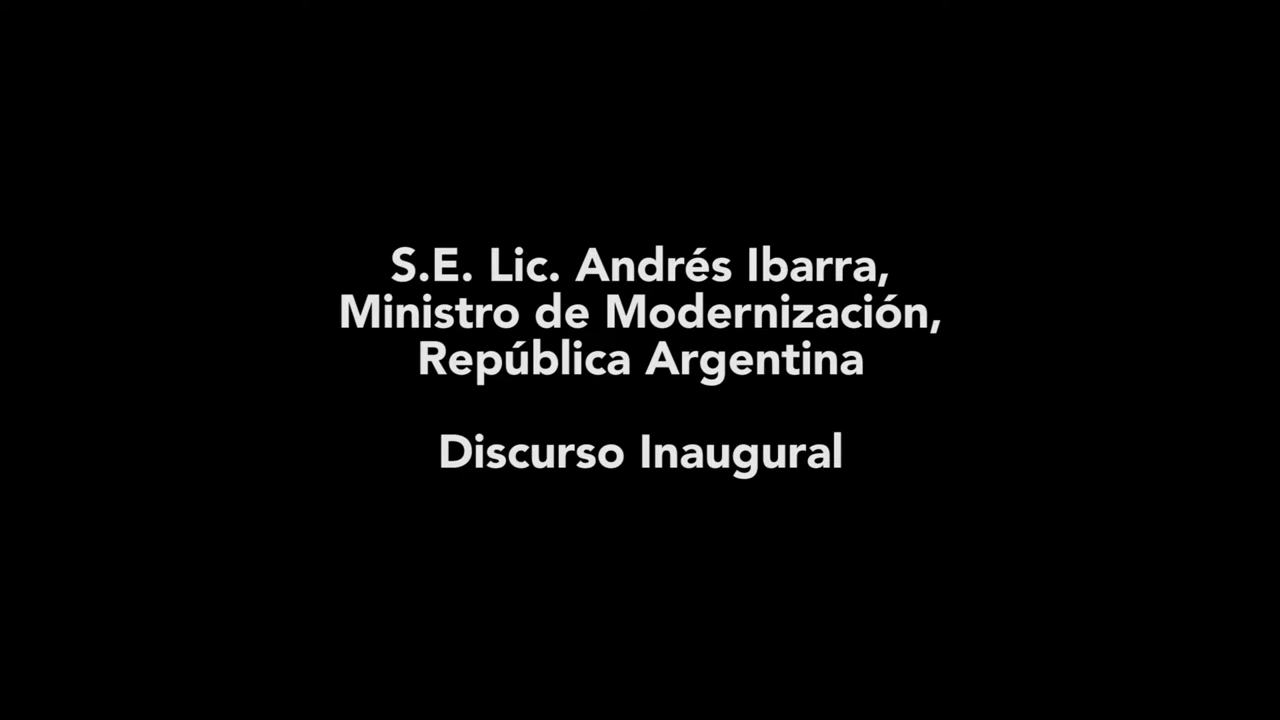 S.E. Lic. Andrés Ibarra,
Ministro de Modernización,
República Argentina
Discurso Inaugural